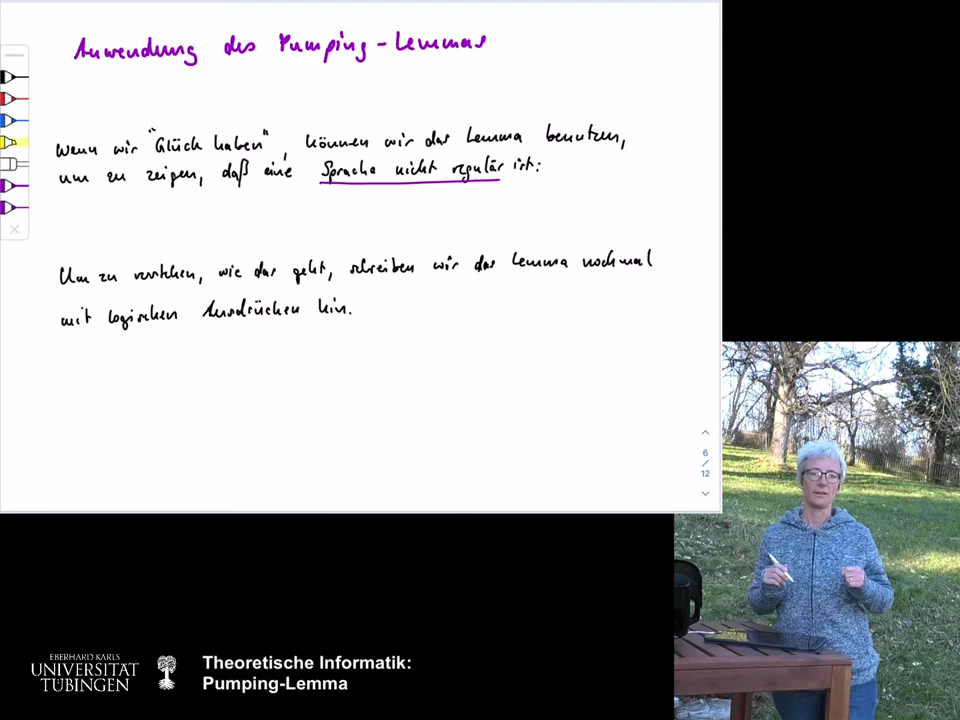 Anwendung des Pumping-Lemmas
Wenn wir "Glück haben", können wir das Lemma benutzen,
um zu zeigen, daß eine Sprache nicht regulär ist:
Um zu verstehen, wie das geht, schreiben wir das Lemma nochmal
mit logischen Ausdrücken hin.
6
/
12
EBERHARD KARLS
UNIVERSITÄT
TÜBINGEN
Theoretische Informatik:
Pumping-Lemma